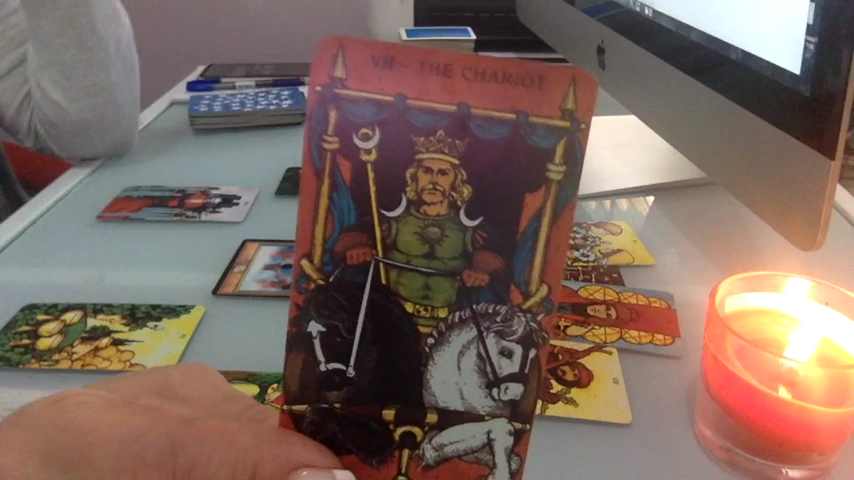 VII — THE CHARIOT